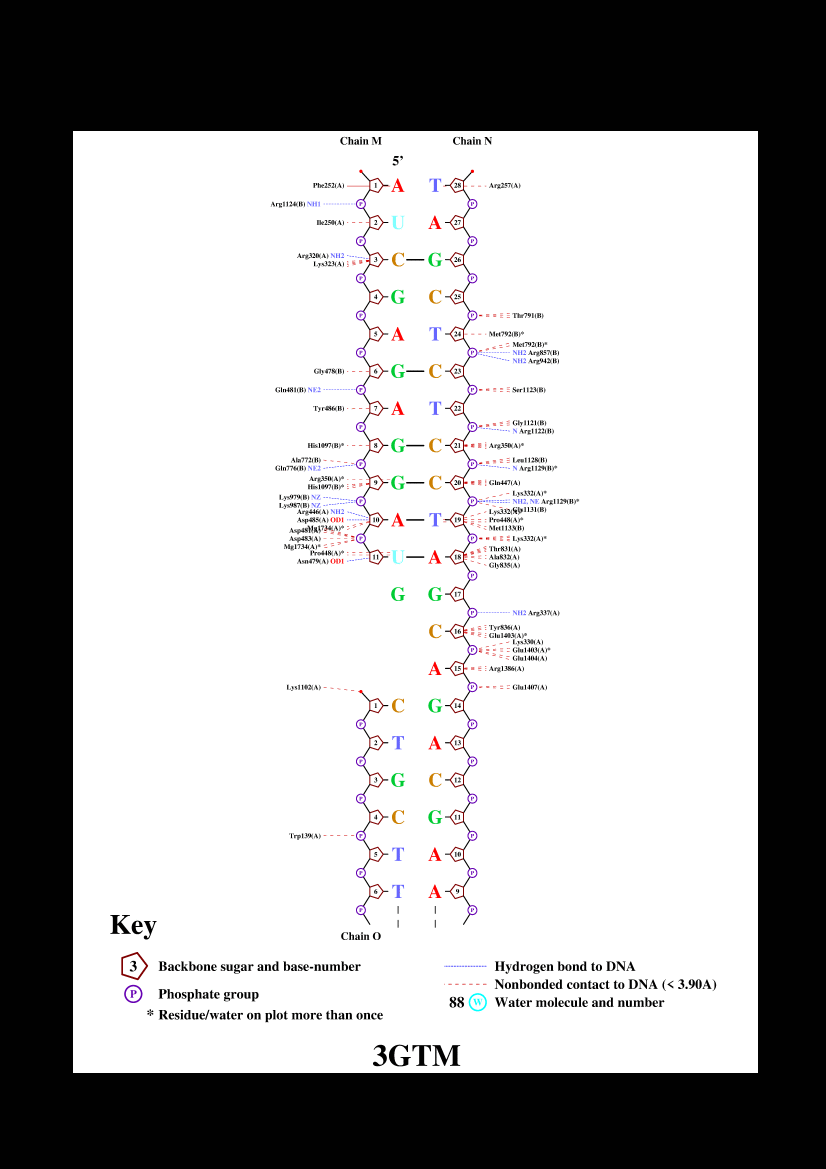 Chain M Chain N
5’
Phe252(A) 1 A T 28 Arg257(A)
Arg1124(B) NH1 P P
Ile250(A) 2 U A 27
P P
Arg320(A) NH2
Lys323(A) 3 C G 26
P P
4 G C 25
P P Thr791(B)
5 A T 24 Met792(B)*
Met792(B)*
P P NH2 Arg857(B)
NH2 Arg942(B)
Gly478(B) 6 G C 23
Gln481(B) NE2 P P Ser1123(B)
Tyr486(B) 7 A T 22
P P Gly1121(B)
N Arg1122(B)
His1097(B)* 8 G C 21 Arg350(A)*
Ala772(B) P P Leu1128(B)
Gln776(B) NE2 N Arg1129(B)*
Arg350(A)*
His1097(B)* 9 G C 20 Gln447(A)
Lys332(A)*
Lys979(B) NZ P P NH2, NE Arg1129(B)*
Lys987(B) NZ Gly1131(B)
Arg446(A) NH2 Lys332(A)*
Asp485(A) OD1 10 A T 19 Pro448(A)*
Mg1734(A)* Met1133(B)
Asp481(A)
Asp483(A) P P Lys332(A)*
Mg1734(A)*
Pro448(A)* Thr831(A)
Asn479(A) OD1 11 U A 18 Ala832(A)
Gly835(A)
P
G G 17
P NH2 Arg337(A)
C 16 Tyr836(A)
Glu1403(A)*
Lys330(A)
P Glu1403(A)*
Glu1404(A)
A 15 Arg1386(A)
Lys1102(A) P Glu1407(A)
1 C G 14
P P
2 T A 13
P P
3 G C 12
P P
4 C G 11
Trp139(A) P P
5 T A 10
P P
6 T A 9
P P
Chain O
Key
3 Backbone sugar and base-number
P Phosphate group
* Residue/water on plot more than once
Hydrogen bond to DNA
Nonbonded contact to DNA (< 3.90A)
88 W Water molecule and number
3GTM